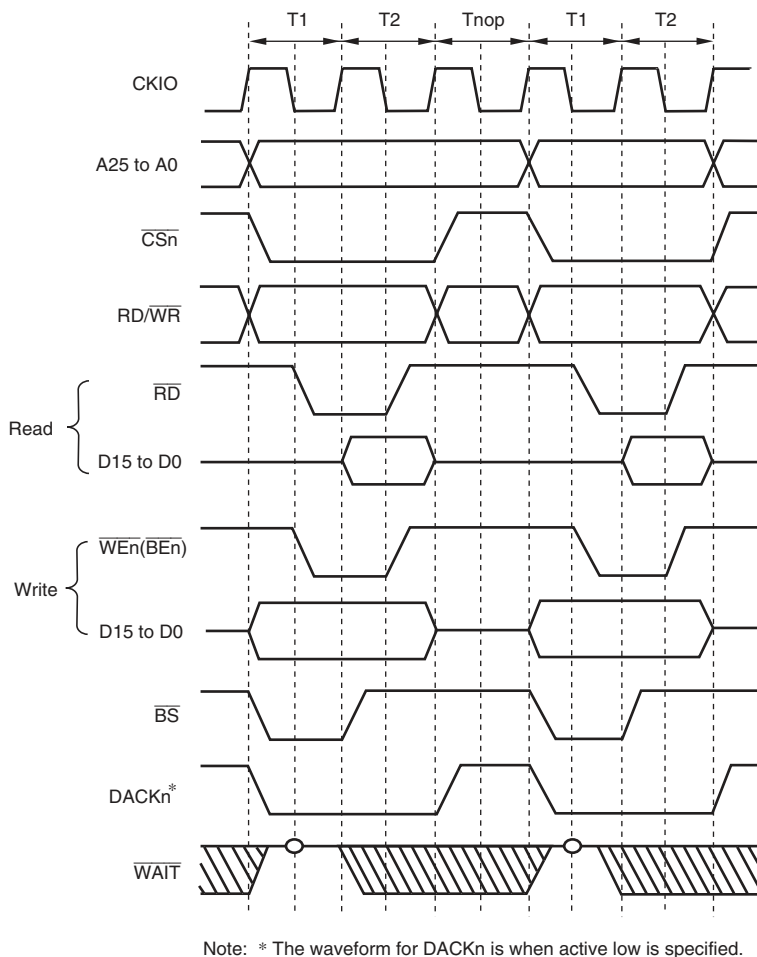 T1 T2 Tnop T1 T2
CKIO
A25 to A0
CSn
RD/WR
RD
Read
D15 to D0
WEn(BEn)
Write
D15 to D0
BS
DACKn*
WAIT
Note: * The waveform for DACKn is when active low is specified.